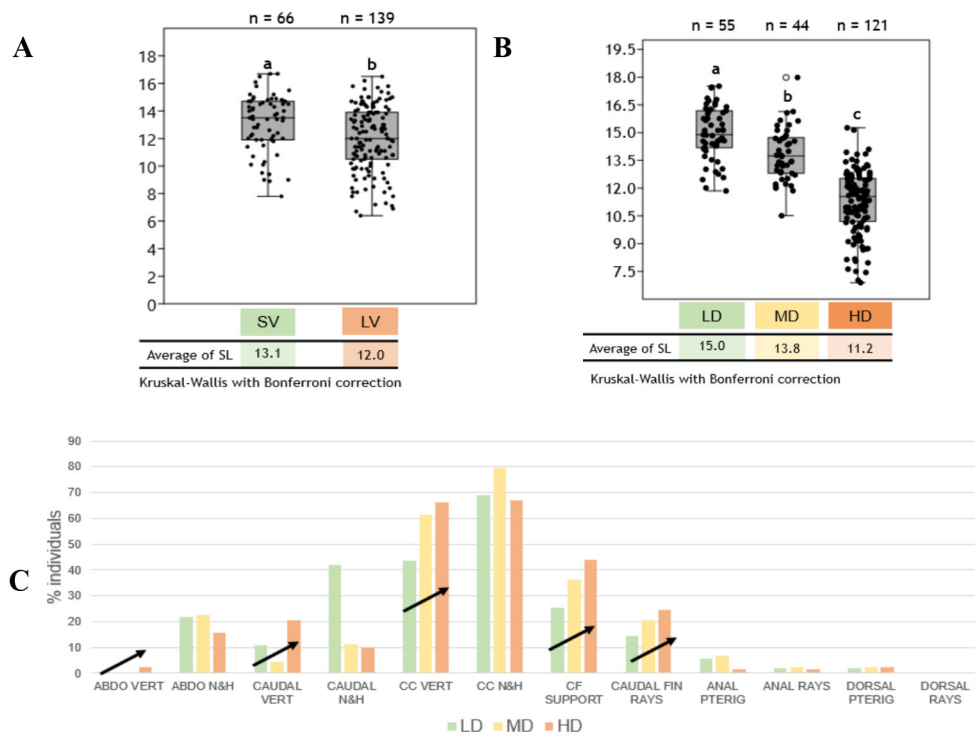 A
n = 66 n = 139
18
16
14
12
10
8
6
4
2
0
a b
SV LV
Average of SL 13.1 12.0
Kruskal-Wallis with Bonferroni correction
B
n = 55 n = 44 n = 121
19.5
18.0
16.5
15.0
13.5
12.0
10.5
9.0
7.5
a
b
c
LD MD HD
Average of SL 15.0 13.8 11.2
Kruskal-Wallis with Bonferroni correction
C
% individuals
90
80
70
60
50
40
30
20
10
0
ABDO VERT ABDO N&H CAUDAL CAUDAL CC VERT CC N&H CF CAUDAL FIN ANAL ANAL RAYS DORSAL DORSAL
VERT N&H SUPPORT RAYS PTERIG PTERIG RAYS
LD MD HD